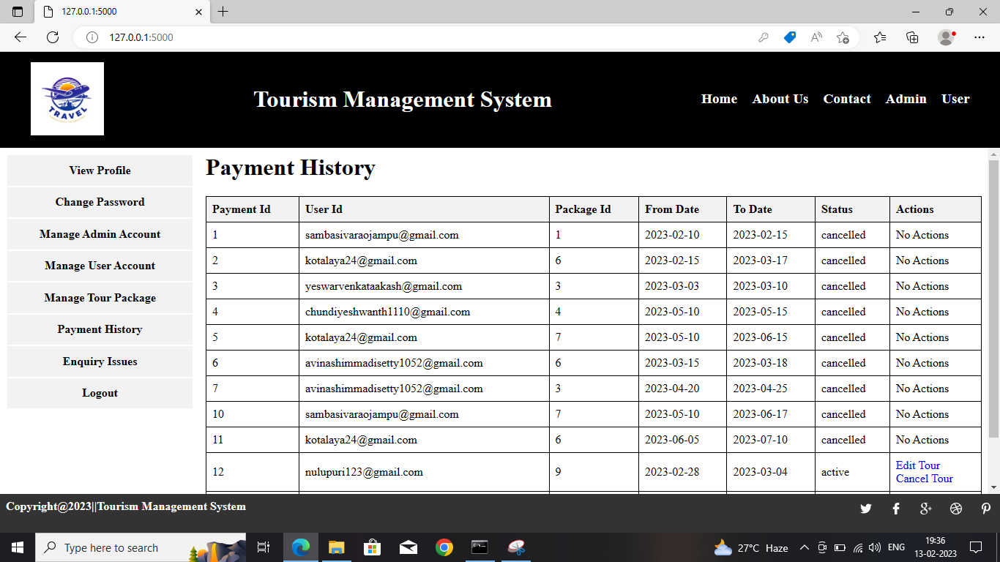 127.0.0.1:5000
127.0.0.1:5000
TRAVEL
Tourism Management System
Home About Us Contact Admin User
View Profile
Change Password
Manage Admin Account
Manage User Account
Manage Tour Package
Payment History
Enquiry Issues
Logout
Payment History
Payment Id User Id Package Id From Date To Date Status Actions
1 sambasivaraojampu@gmail.com 1 2023-02-10 2023-02-15 cancelled No Actions
2 kotalaya24@gmail.com 6 2023-02-15 2023-03-17 cancelled No Actions
3 yeswarvenkataakash@gmail.com 3 2023-03-03 2023-03-10 cancelled No Actions
4 chundiyeshwanth1110@gmail.com 4 2023-05-10 2023-05-15 cancelled No Actions
5 kotalaya24@gmail.com 7 2023-05-10 2023-06-15 cancelled No Actions
6 avinashimmadisetty1052@gmail.com 6 2023-03-15 2023-03-18 cancelled No Actions
7 avinashimmadisetty1052@gmail.com 3 2023-04-20 2023-04-25 cancelled No Actions
10 sambasivaraojampu@gmail.com 7 2023-05-10 2023-06-17 cancelled No Actions
11 kotalaya24@gmail.com 6 2023-06-05 2023-07-10 cancelled No Actions
12 nulupuri123@gmail.com 9 2023-02-28 2023-03-04 active Edit Tour
Cancel Tour
Copyright@2023||Tourism Management System
Type here to search
27°C Haze
ENG
19:36
13-02-2023